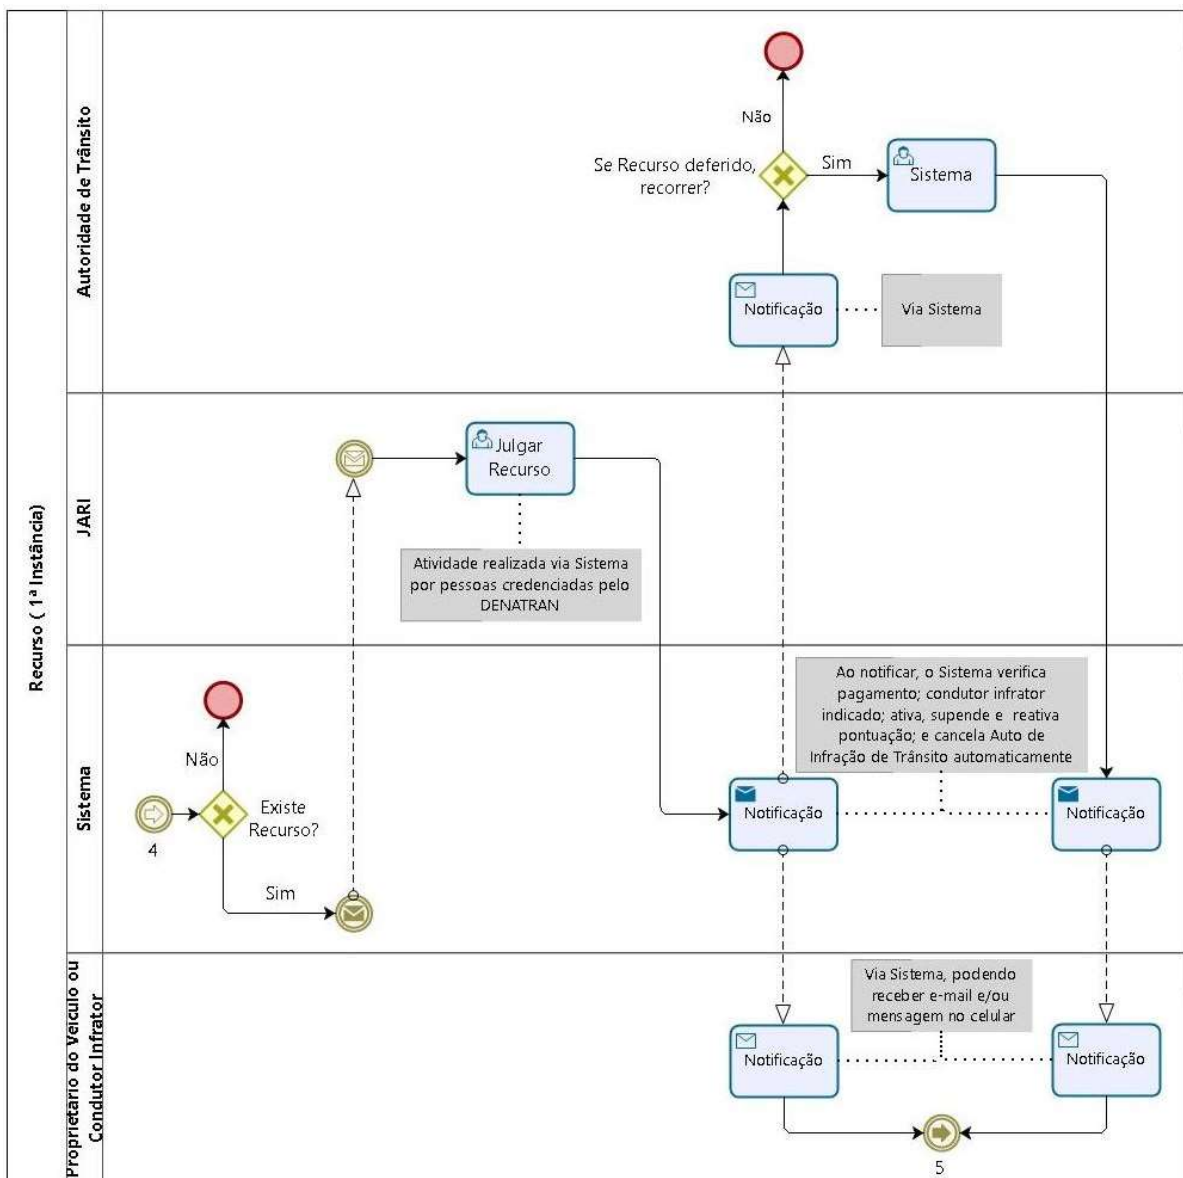 Recurso ( 1ª Instância)
Autoridade de Trânsito
Não
Se Recurso deferido,
recorrer?
Sim
Sistema
Notificação
Via Sistema
JARI
Julgar
Recurso
Atividade realizada via Sistema
por pessoas credenciadas pelo
DENATRAN
Sistema
Não
Existe
Recurso?
4
Sim
Ao notificar, o Sistema verifica
pagamento; condutor infrator
indicado; ativa, supende e reativa
pontuação; e cancela Auto de
Infração de Trânsito automaticamente
Notificação
Notificação
Proprietário do Veículo ou
Condutor Infrator
Via Sistema, podendo
receber e-mail e/ou
mensagem no celular
Notificação
Notificação
5